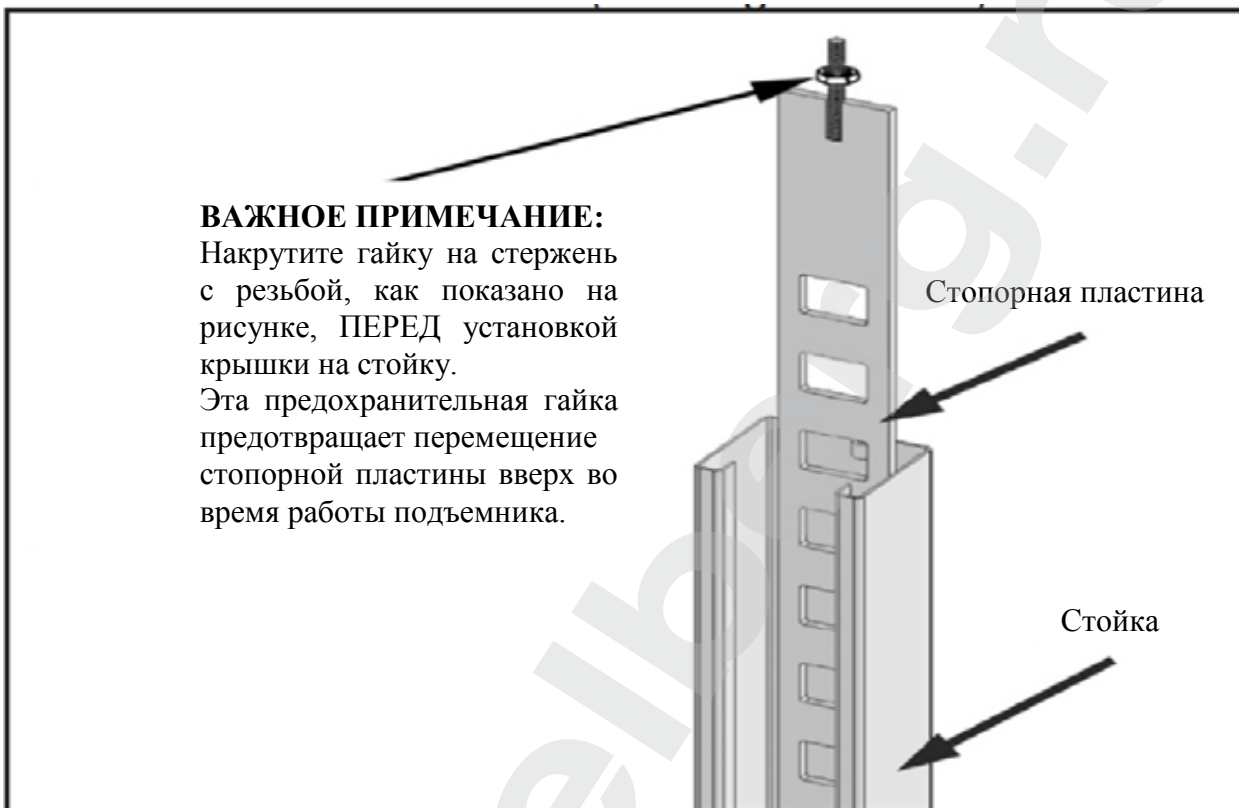 ВАЖНОЕ ПРИМЕЧАНИЕ:
Накрутите гайку на стержень
с резьбой, как показано на
рисунке, ПЕРЕД установкой
крышки на стойку.
Эта предохранительная гайка
предотвращает перемещение
стопорной пластины вверх во
время работы подъемника.
Стопорная пластина
Стойка